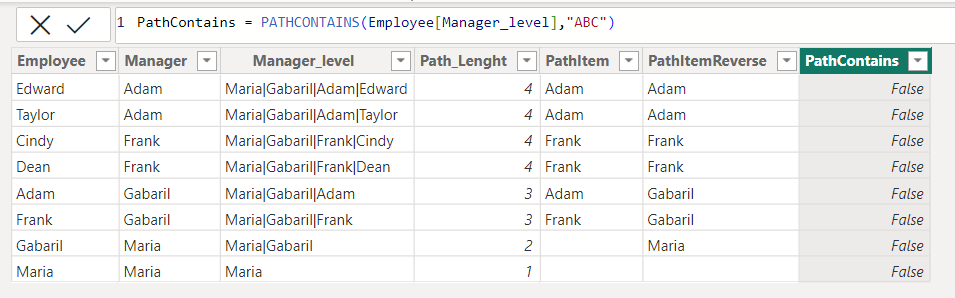 1 PathContains = PATHCONTAINS(Employee[Manager_level],"ABC")
Employee Manager Manager_level Path_Lenght PathItem PathItemReverse PathContains
Edward Adam Maria|Gabaril|Adam|Edward 4 Adam Adam False
Taylor Adam Maria|Gabaril|Adam|Taylor 4 Adam Adam False
Cindy Frank Maria|Gabaril|Frank|Cindy 4 Frank Frank False
Dean Frank Maria|Gabaril|Frank|Dean 4 Frank Frank False
Adam Gabaril Maria|Gabaril|Adam 3 Adam Gabaril False
Frank Gabaril Maria|Gabaril|Frank 3 Frank Gabaril False
Gabaril Maria Maria|Gabaril 2 Maria False
Maria Maria Maria 1 False